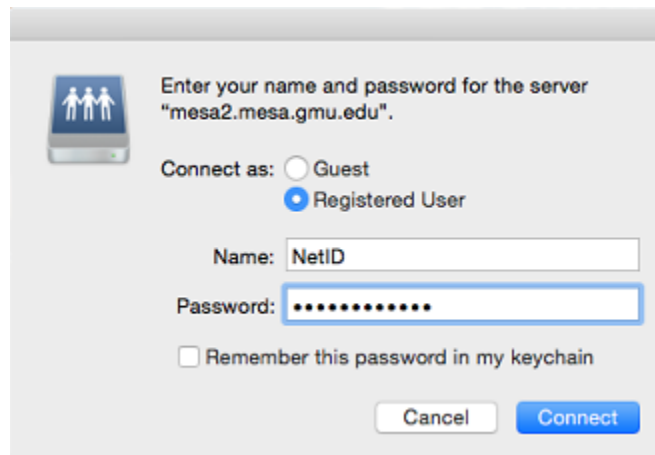 Enter your name and password for the server
“mesa2.mesa.gmu.edu".
Connect as: Guest
Registered User
Name: NetID
Password: ••••••••••••
Remember this password in my keychain
Cancel Connect